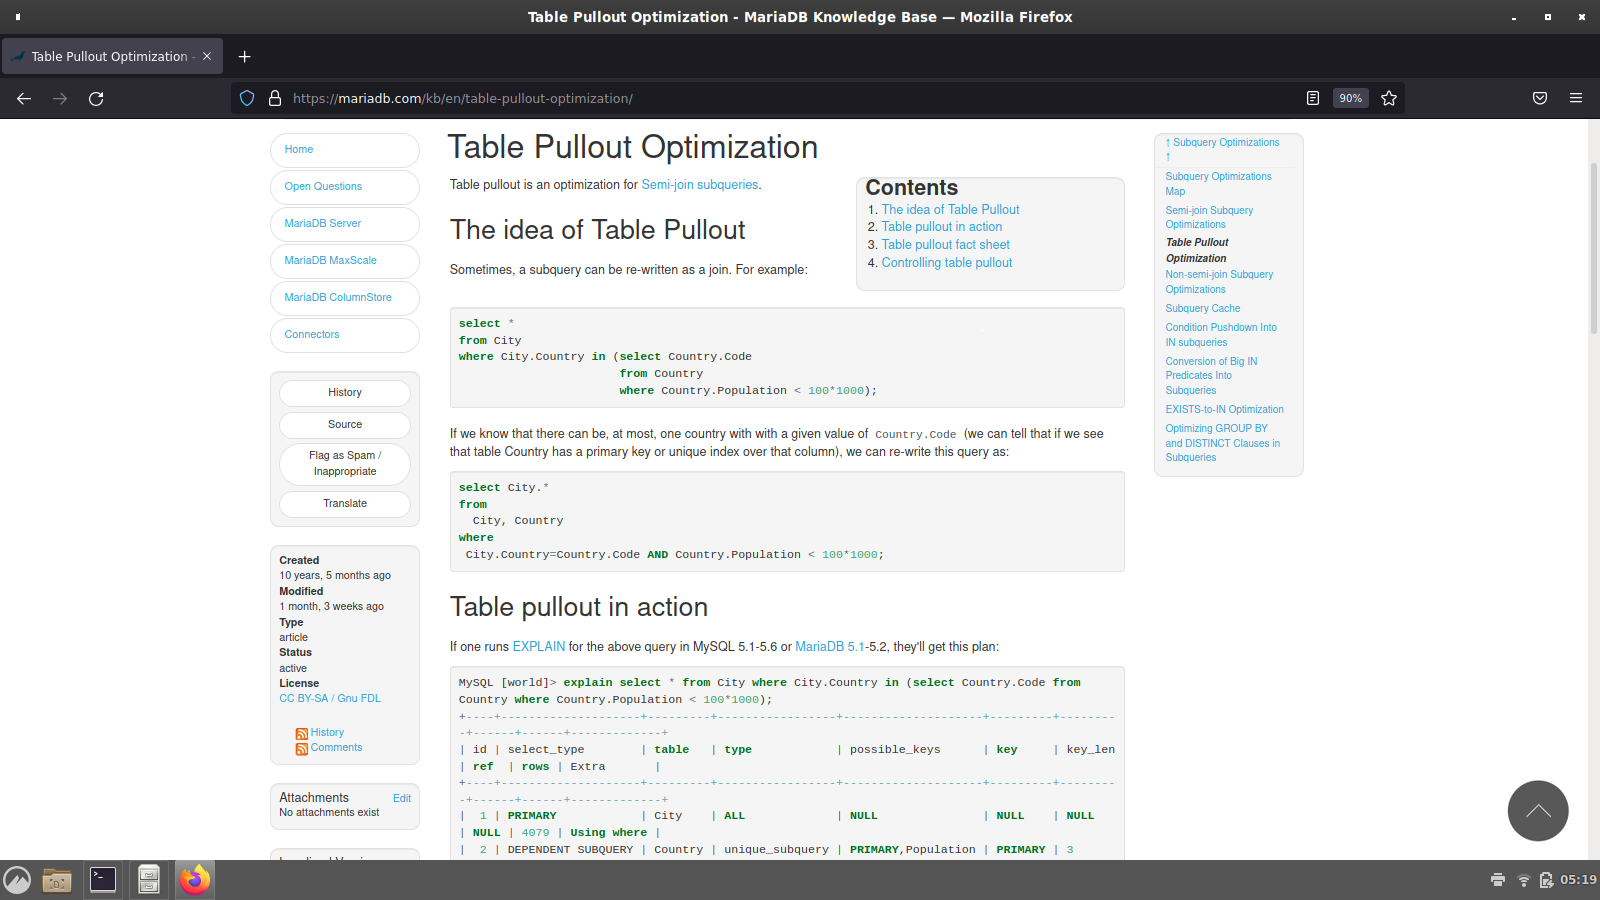 Table Pullout Optimization - MariaDB Knowledge Base — Mozilla Firefox
Table Pullout Optimization -
https://mariadb.com/kb/en/table-pullout-optimization/
90%
Home
Open Questions
MariaDB Server
MariaDB MaxScale
MariaDB ColumnStore
Connectors
History
Source
Flag as Spam /
Inappropriate
Translate
Created
10 years, 5 months ago
Modified
1 month, 3 weeks ago
Type
article
Status
active
License
CC BY-SA / Gnu FDL
History
Comments
Attachments
Edit
No attachments exist
Table Pullout Optimization
Table pullout is an optimization for Semi-join subqueries.
Contents
1. The idea of Table Pullout
2. Table pullout in action
3. Table pullout fact sheet
4. Controlling table pullout
The idea of Table Pullout
Sometimes, a subquery can be re-written as a join. For example:
select *
from City
where City.Country in (select Country.Code
from Country
where Country.Population < 100*1000);
If we know that there can be, at most, one country with with a given value of Country.Code (we can tell that if we see
that table Country has a primary key or unique index over that column), we can re-write this query as:
select City.*
from
City, Country
where
City.Country=Country.Code AND Country.Population < 100*1000;
Table pullout in action
If one runs EXPLAIN for the above query in MySQL 5.1-5.6 or MariaDB 5.1-5.2, they'll get this plan:
MySQL [world]> explain select * from City where City.Country in (select Country.Code from
Country where Country.Population < 100*1000);
+----+--------------------+---------+-----------------+--------------------+---------+--------
-+------+------+-------------+
| id | select_type        | table   | type            | possible_keys      | key     | key_len
| ref  | rows | Extra       |
+----+--------------------+---------+-----------------+--------------------+---------+--------
-+------+------+-------------+
|  1 | PRIMARY            | City    | ALL             | NULL               | NULL    | NULL
| NULL | 4079 | Using where |
|  2 | DEPENDENT SUBQUERY | Country | unique_subquery | PRIMARY,Population | PRIMARY | 3
↑ Subquery Optimizations
↑
Subquery Optimizations
Map
Semi-join Subquery
Optimizations
Table Pullout
Optimization
Non-semi-join Subquery
Optimizations
Subquery Cache
Condition Pushdown Into
IN subqueries
Conversion of Big IN
Predicates Into
Subqueries
EXISTS-to-IN Optimization
Optimizing GROUP BY
and DISTINCT Clauses in
Subqueries
05:19